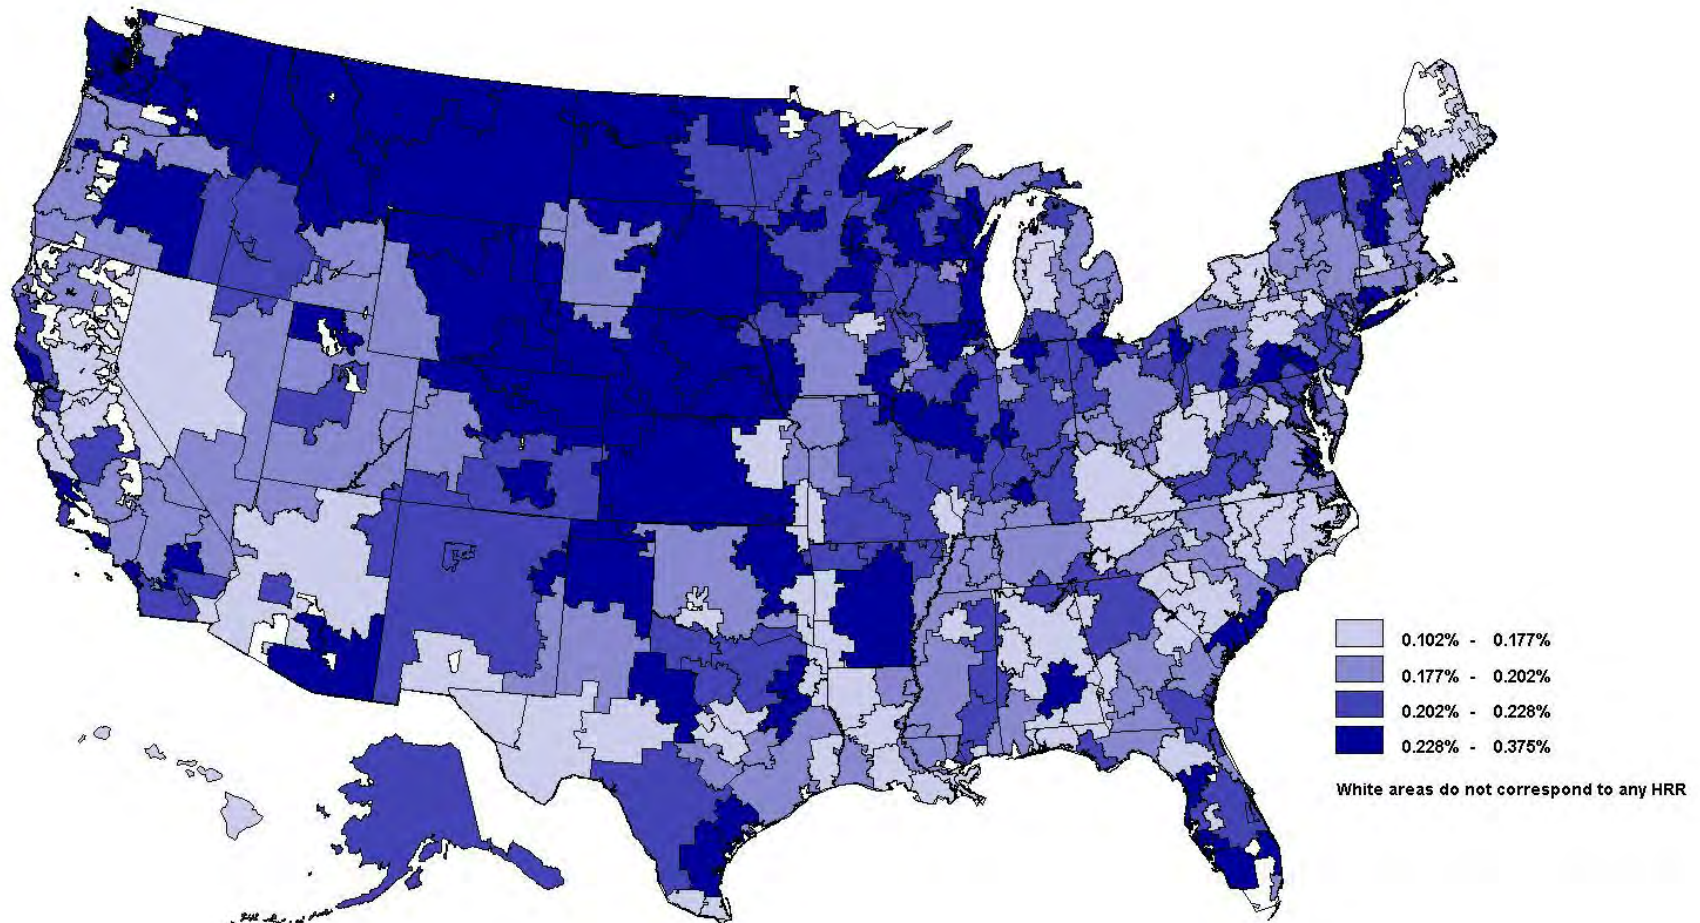 0.102% - 0.177%
0.177% - 0.202%
0.202% - 0.228%
0.228% - 0.375%
White areas do not correspond to any HRR